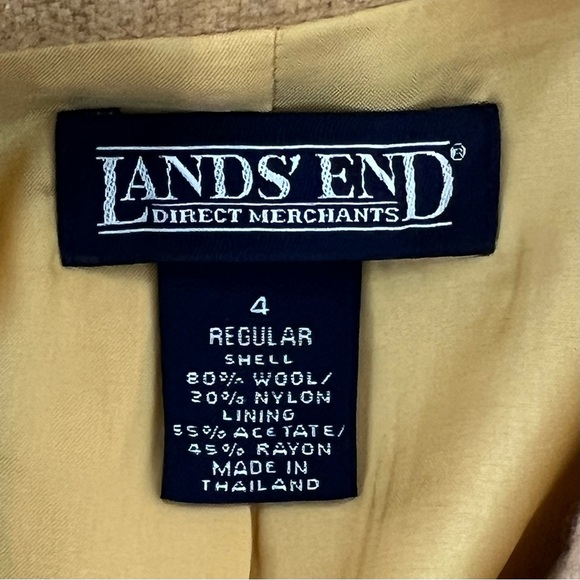 LANDS' END®
DIRECT MERCHANTS
4
REGULAR
SHELL
80% WOOL/
20% NYLON
LINING
55% ACETATE/
45% RAYON
MADE IN
THAILAND